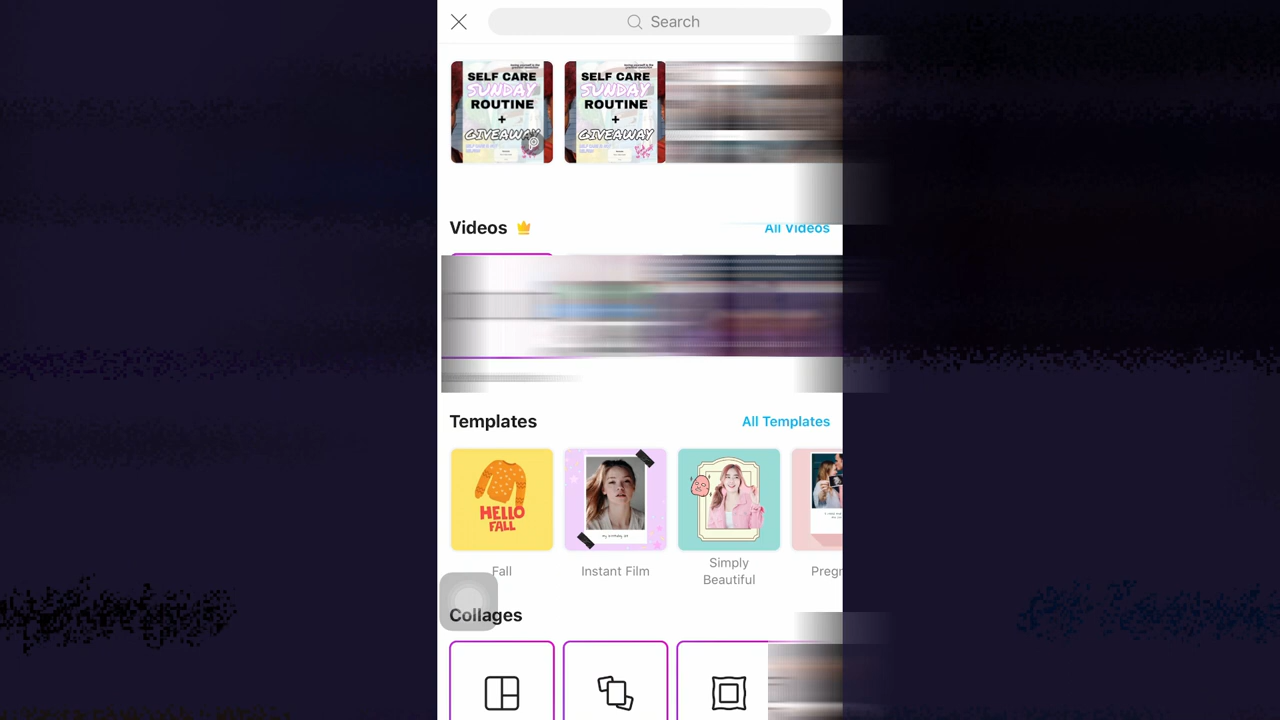 Search
SELF CARE
SUNDAY
ROUTINE
+
GIVEAWAY
SELF CARE
SUNDAY
ROUTINE
+
GIVEAWAY
Videos
All Videos
Templates
All Templates
HELLO
FALL
Fall
Instant Film
Simply
Beautiful
Pregr
Collages